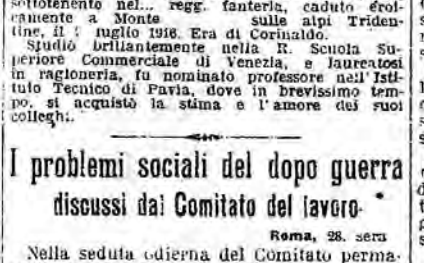 sottotenento nel... regg. fanteria, caduto eroi-
camente a Monte sulle alpi Triden-
tine, il luglio 1916. Era di Corinaldo.
Studiò brillantemente nella R. Scuola Su-
periore Commerciale di Venezia, e laureatosi
in ragioneria, fu nominato professore nell'Isti-
tuto Tecnico di Pavia, dove in brevissimo tem-
po, si acquistò la stima e l'amore dei suoi
colleghi.
I problemi sociali del dopo guerra
discussi dal Comitato del lavoro
Roma, 28. sera
Nella seduta odierna del Comitato perma-